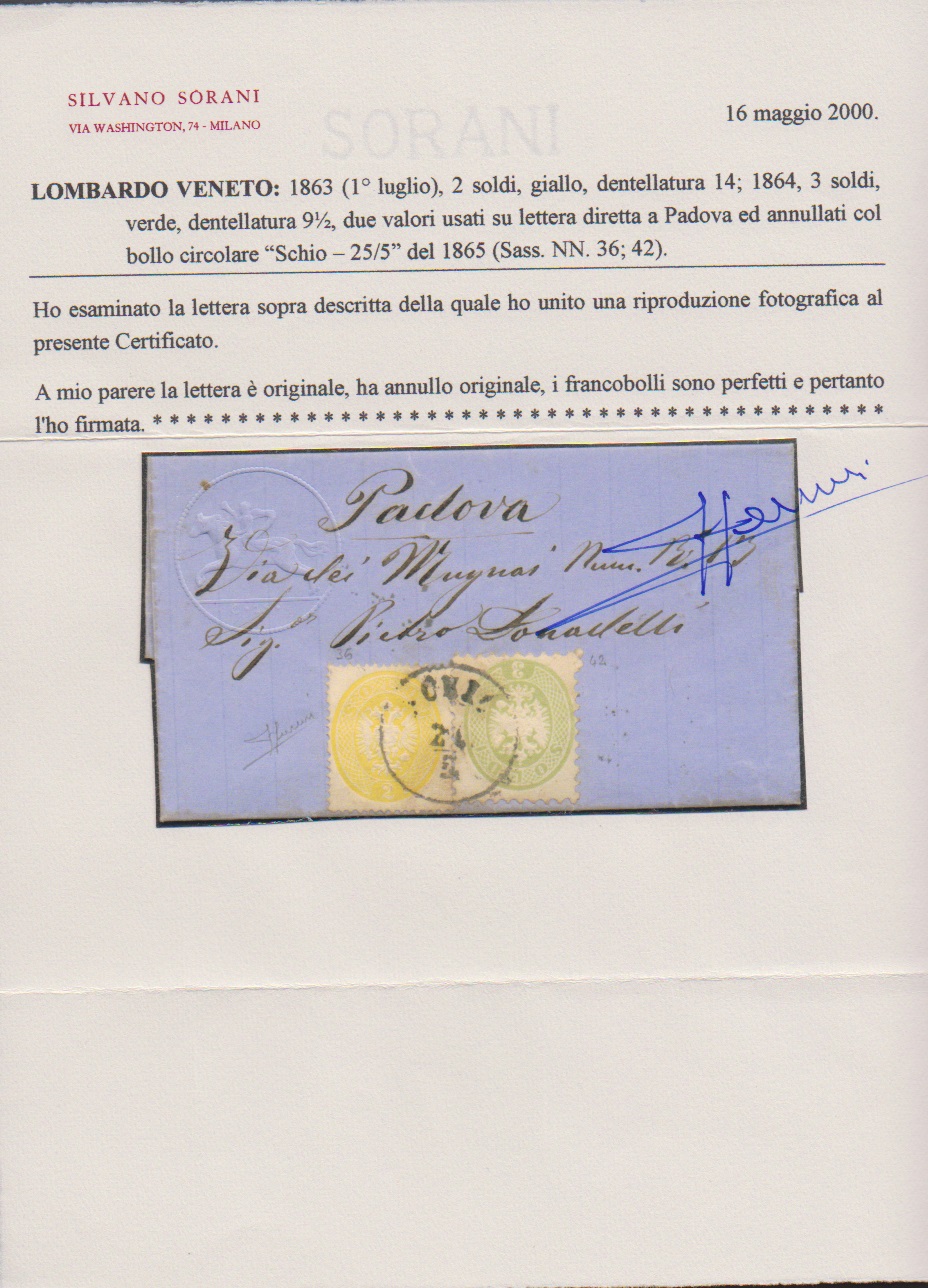 SILVANO SORANI
VIA WASHINGTON, 74 - MILANO
SORANI
16 maggio 2000.
LOMBARDO VENETO: 1863 (1° luglio), 2 soldi, giallo, dentellatura 14; 1864, 3 soldi,
verde, dentellatura 9½, due valori usati su lettera diretta a Padova ed annullati col
bollo circolare “Schio – 25/5” del 1865 (Sass. NN. 36; 42).
Ho esaminato la lettera sopra descritta della quale ho unito una riproduzione fotografica al
presente Certificato.
A mio parere la lettera è originale, ha annullo originale, i francobolli sono perfetti e pertanto
l'ho firmata. * * * * * * * * * * * * * * * * * * * * * * * * * * * * * * * * * * * * * * * * * * *
Padova
Via dei Mugnai Num.
Sig. Pietro Donadelli
36
42